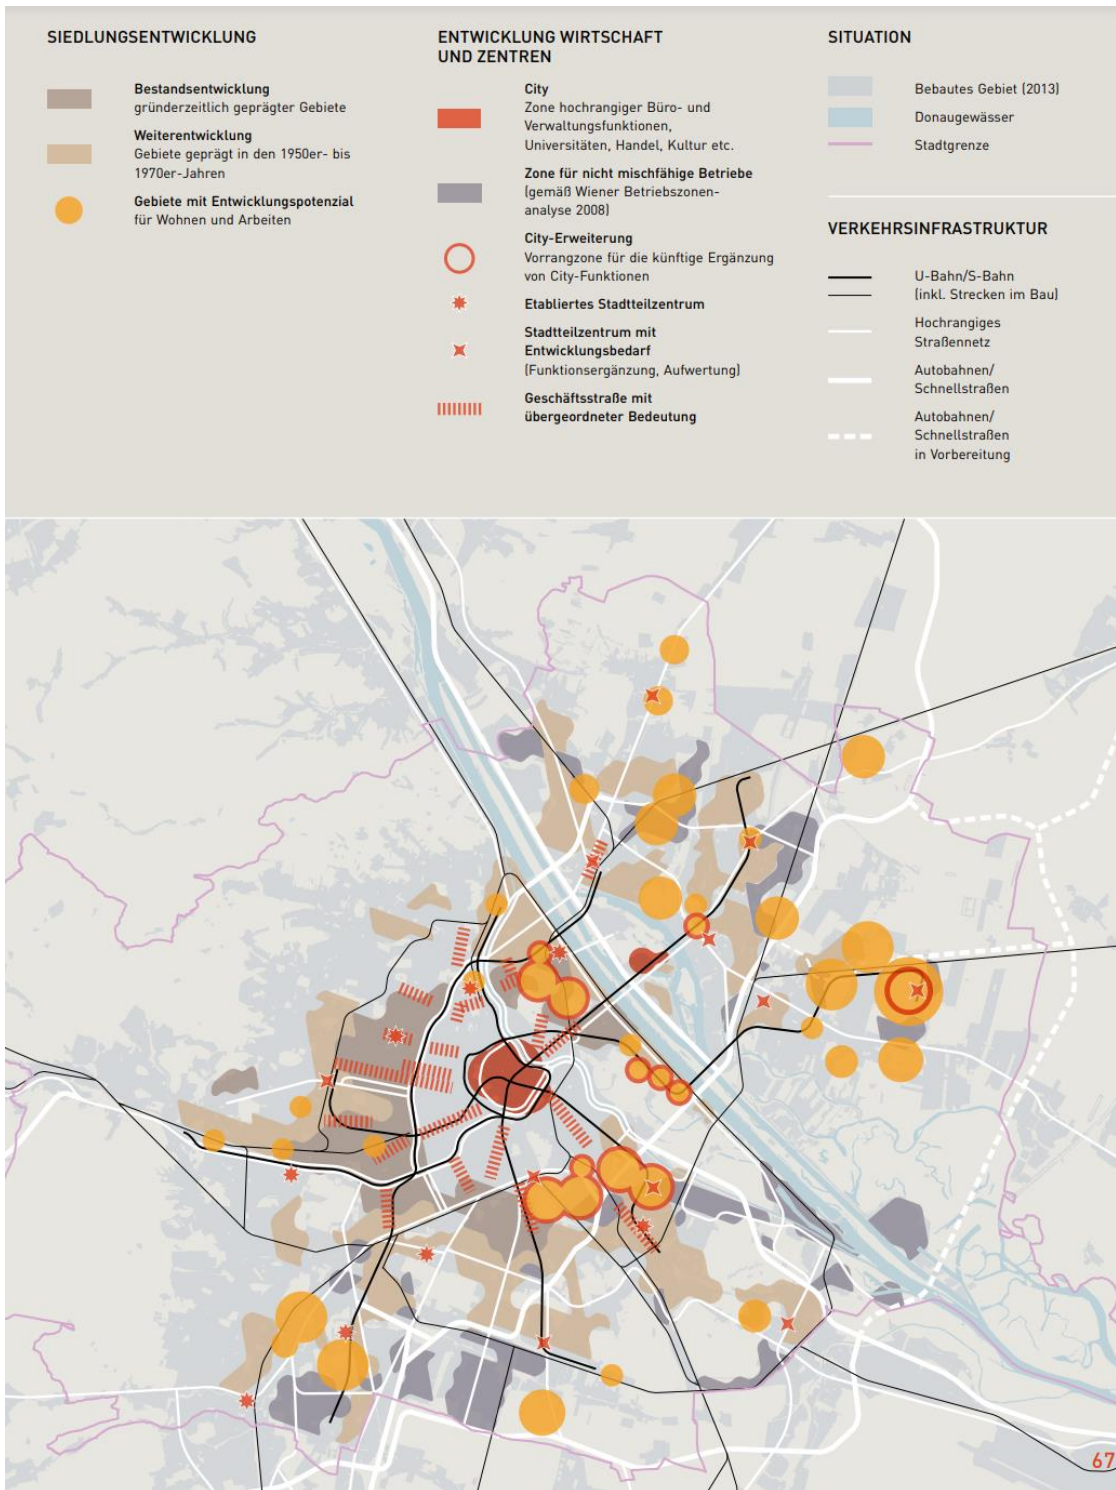 SIEDLUNGSENTWICKLUNG
Bestandsentwicklung
gründerzeitlich geprägter Gebiete
Weiterentwicklung
Gebiete geprägt in den 1950er- bis
1970er-Jahren
Gebiete mit Entwicklungspotenzial
für Wohnen und Arbeiten
ENTWICKLUNG WIRTSCHAFT
UND ZENTREN
City
Zone hochrangiger Büro- und
Verwaltungsfunktionen,
Universitäten, Handel, Kultur etc.
Zone für nicht mischfähige Betriebe
(gemäß Wiener Betriebszonen-
analyse 2008)
City-Erweiterung
Vorrangzone für die künftige Ergänzung
von City-Funktionen
Etabliertes Stadtteilzentrum
Stadtteilzentrum mit
Entwicklungsbedarf
(Funktionsergänzung, Aufwertung)
Geschäftsstraße mit
übergeordneter Bedeutung
SITUATION
Bebautes Gebiet (2013)
Donaugewässer
Stadtgrenze
VERKEHRSINFRASTRUKTUR
U-Bahn/S-Bahn
(inkl. Strecken im Bau)
Hochrangiges
Straßennetz
Autobahnen/
Schnellstraßen
Autobahnen/
Schnellstraßen
in Vorbereitung
67